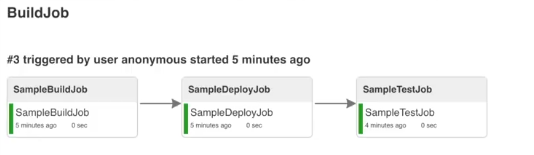 BuildJob
#3 triggered by user anonymous started 5 minutes ago
SampleBuildJob
SampleBuildJob
5 minutes ago 0 sec
SampleDeployJob
SampleDeployJob
5 minutes ago 0 sec
SampleTestJob
SampleTestJob
4 minutes ago 0 sec